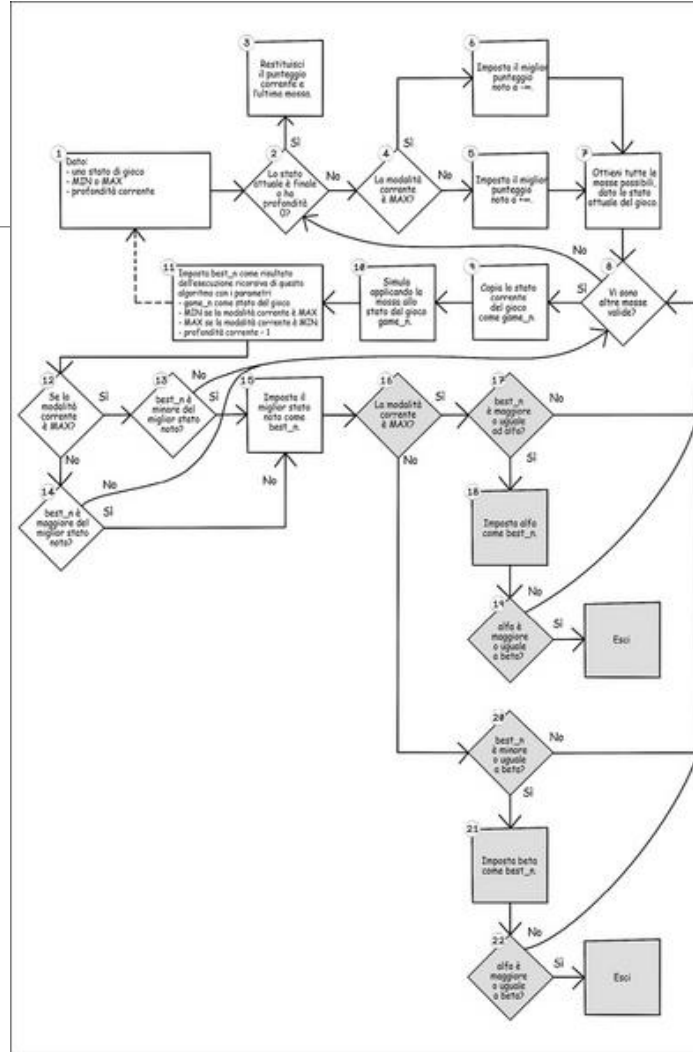 3
Restituisci
il punteggio
corrente e
l'ultima mossa.
6
Imposta il miglior
punteggio
noto a -∞.
Sì
Sì
1
Dato:
- uno stato di gioco
- MIN o MAX
- profondità corrente
2
Lo stato
attuale è finale
o ha
profondità
0?
No
4
La modalità
corrente
è MAX?
No
5
Imposta il miglior
punteggio
noto a +∞.
7
Ottieni tutte le
mosse possibili,
dato lo stato
attuale del gioco.
No
11
Imposta best_n come risultato
dell'esecuzione ricorsiva di questo
algoritmo con i parametri
- game_n come stato del gioco
- MIN se la modalità corrente è MAX
- MAX se la modalità corrente è MIN
- profondità corrente - 1
10
Simula
applicando la
mossa allo
stato del gioco
game_n.
9
Copia lo stato
corrente
del gioco
come game_n.
Sì
8
Vi sono
altre mosse
valide?
12
Se la
modalità
corrente
è MAX?
Sì
13
best_n è
minore del
miglior stato
noto?
No
Sì
15
Imposta il
miglior stato
noto come
best_n.
16
La modalità
corrente
è MAX?
Sì
17
best_n
è maggiore
o uguale
ad alfa?
No
No
No
Sì
14
best_n è
maggiore del
miglior stato
noto?
No
Sì
No
18
Imposta alfa
come best_n.
No
19
alfa è
maggiore
o uguale
a beta?
Sì
Esci
20
best_n
è minore
o uguale
a beta?
No
Sì
21
Imposta beta
come best_n.
No
22
alfa è
maggiore
o uguale
a beta?
Sì
Esci